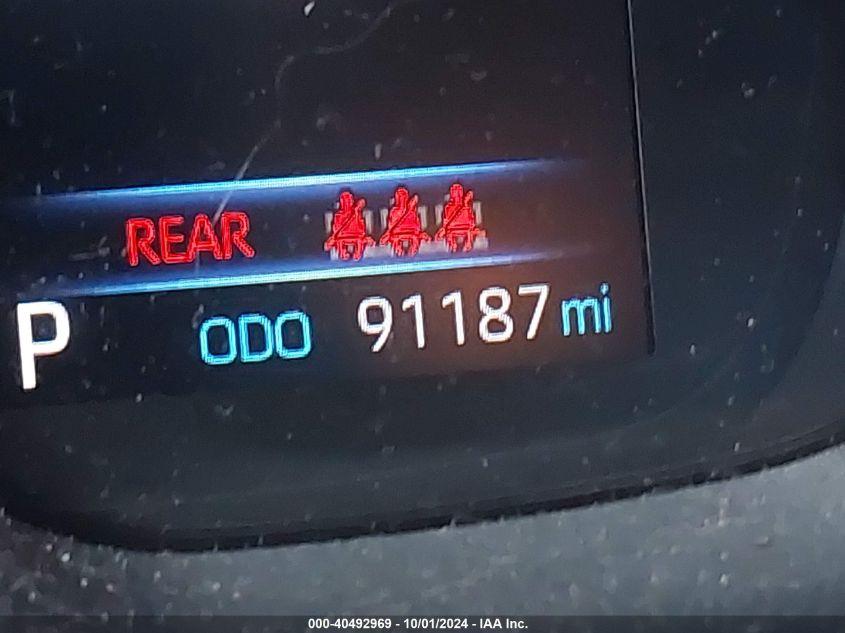 REAR
P ODO 91187 mi
000-40492969 - 10/01/2024 - IAA Inc.